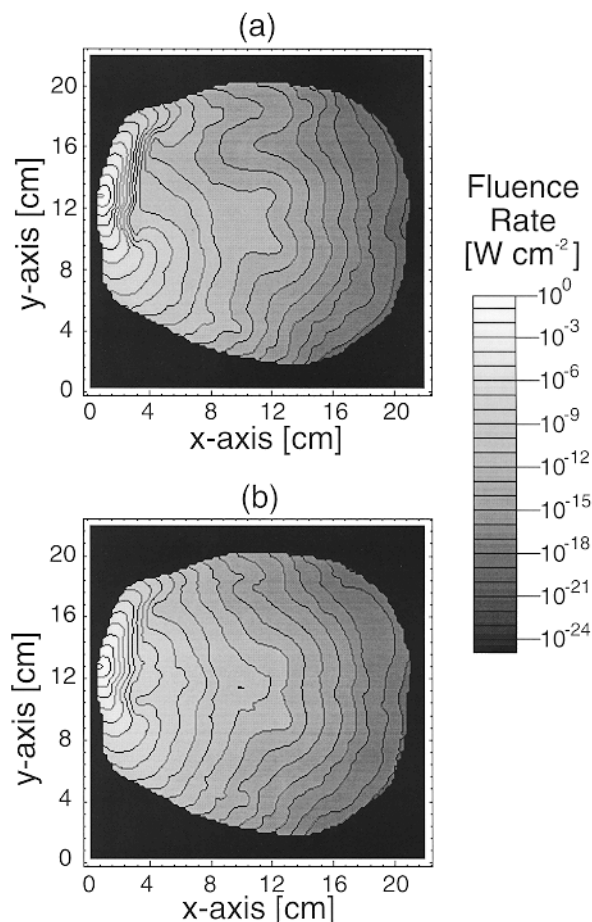 (a)
20
16
12
8
4
0
y-axis [cm]
0 4 8 12 16 20
x-axis [cm]
Fluence
Rate
[W cm⁻²]
10⁰
10⁻³
10⁻⁶
10⁻⁹
10⁻¹²
10⁻¹⁵
10⁻¹⁸
10⁻²¹
10⁻²⁴
(b)
20
16
12
8
4
0
y-axis [cm]
0 4 8 12 16 20
x-axis [cm]